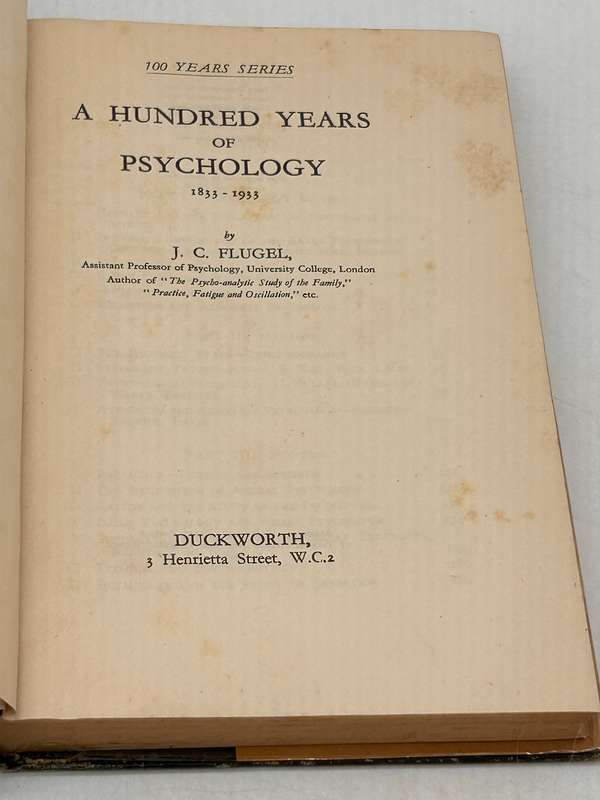 100 YEARS SERIES
A HUNDRED YEARS
OF
PSYCHOLOGY
1833 - 1933
by
J. C. FLUGEL,
Assistant Professor of Psychology, University College, London
Author of "The Psycho-analytic Study of the Family,"
"Practice, Fatigue and Oscillation," etc.
DUCKWORTH,
3 Henrietta Street, W.C.2